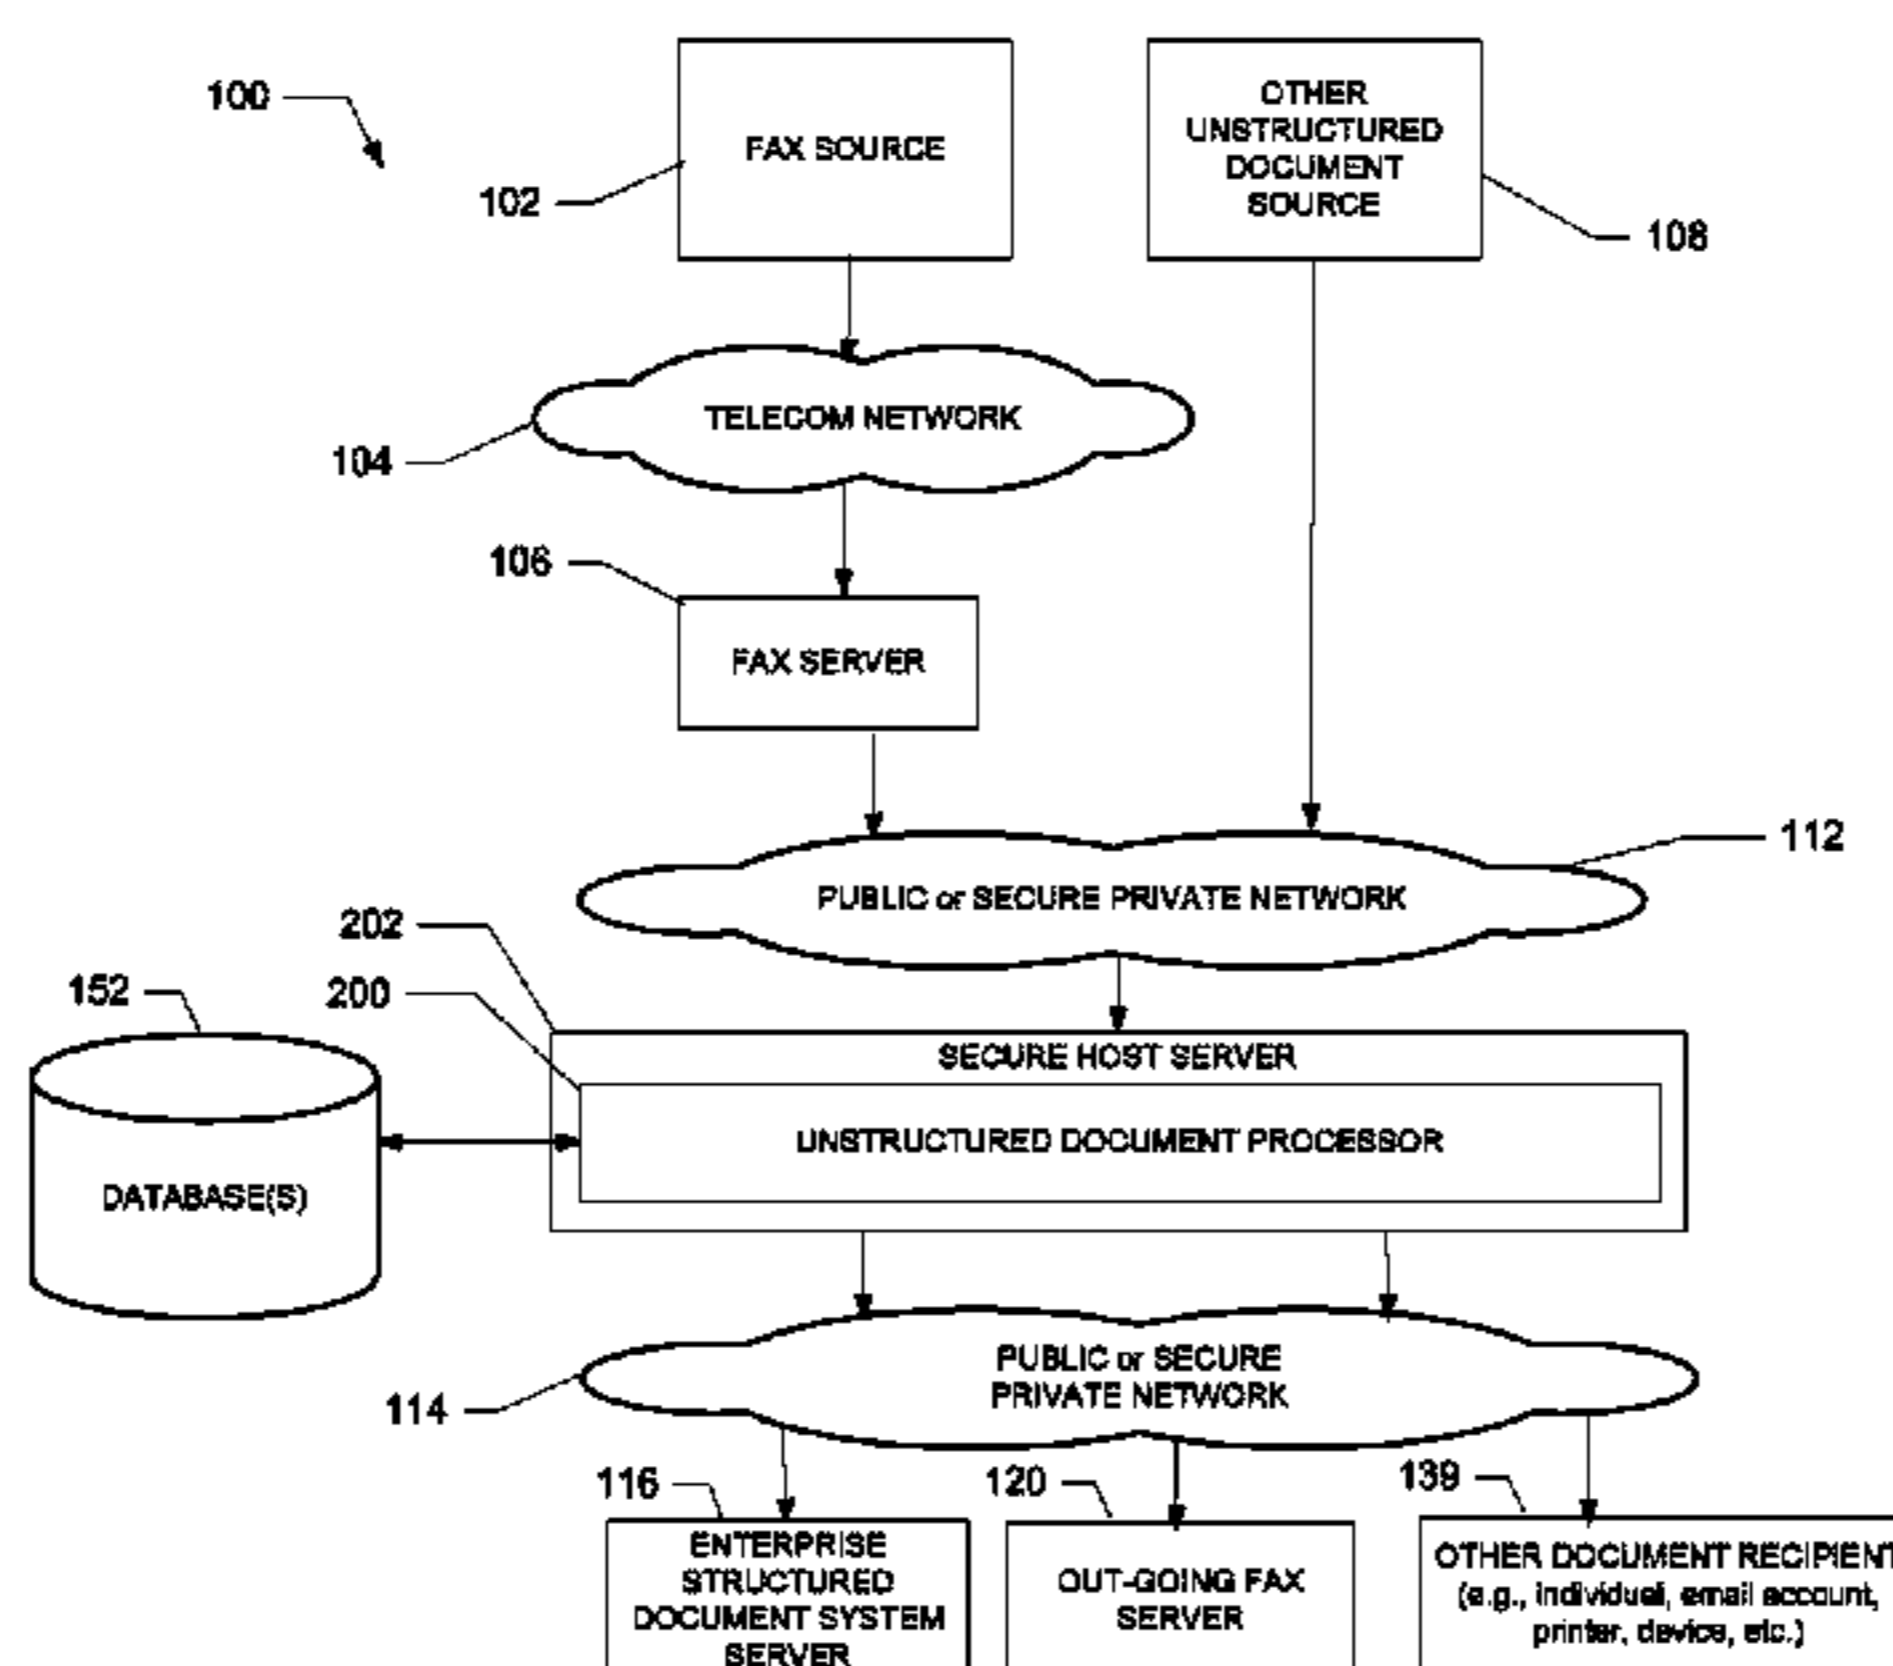 100
FAX SOURCE
102
OTHER
UNSTRUCTURED
DOCUMENT
SOURCE
108
TELECOM NETWORK
104
106
FAX SERVER
112
PUBLIC or SECURE PRIVATE NETWORK
202
200
152
SECURE HOST SERVER
UNSTRUCTURED DOCUMENT PROCESSOR
DATABASE(S)
PUBLIC or SECURE
PRIVATE NETWORK
114
116
120
139
ENTERPRISE
STRUCTURED
DOCUMENT SYSTEM
SERVER
OUT-GOING FAX
SERVER
OTHER DOCUMENT RECIPIENT
(e.g., individual, email account,
printer, device, etc.)